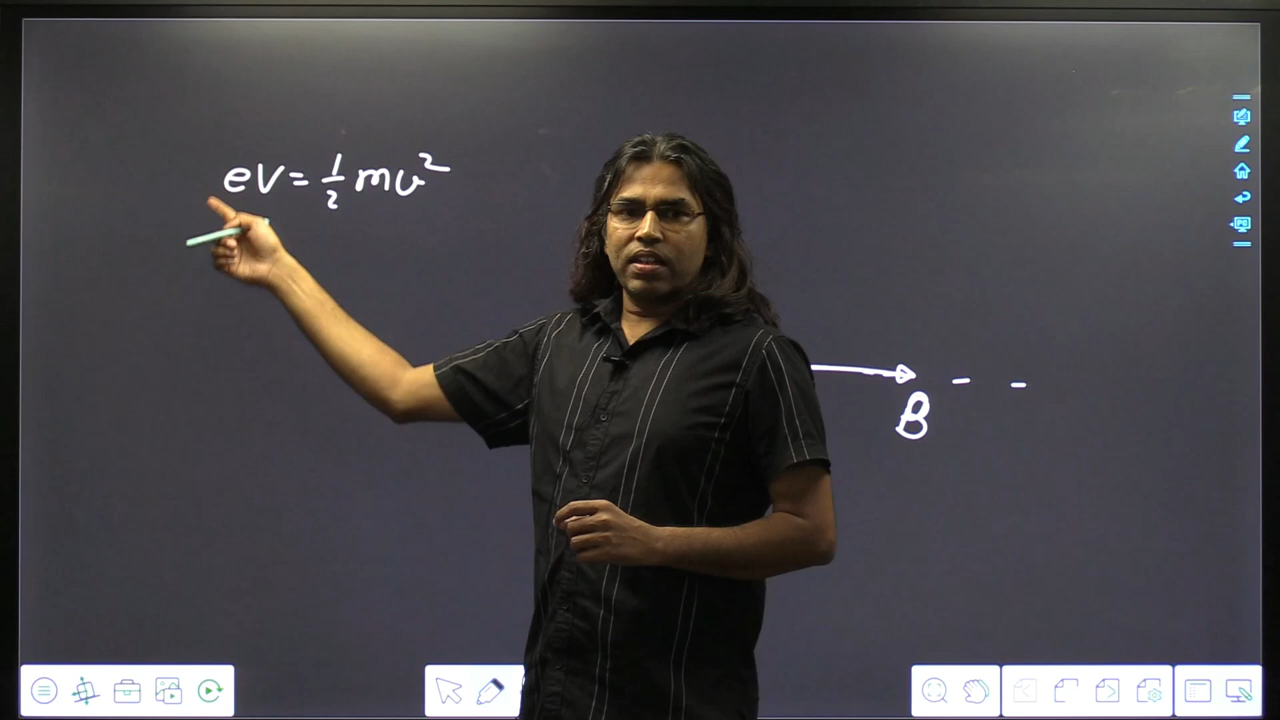 eV = 1/2 mv²
B